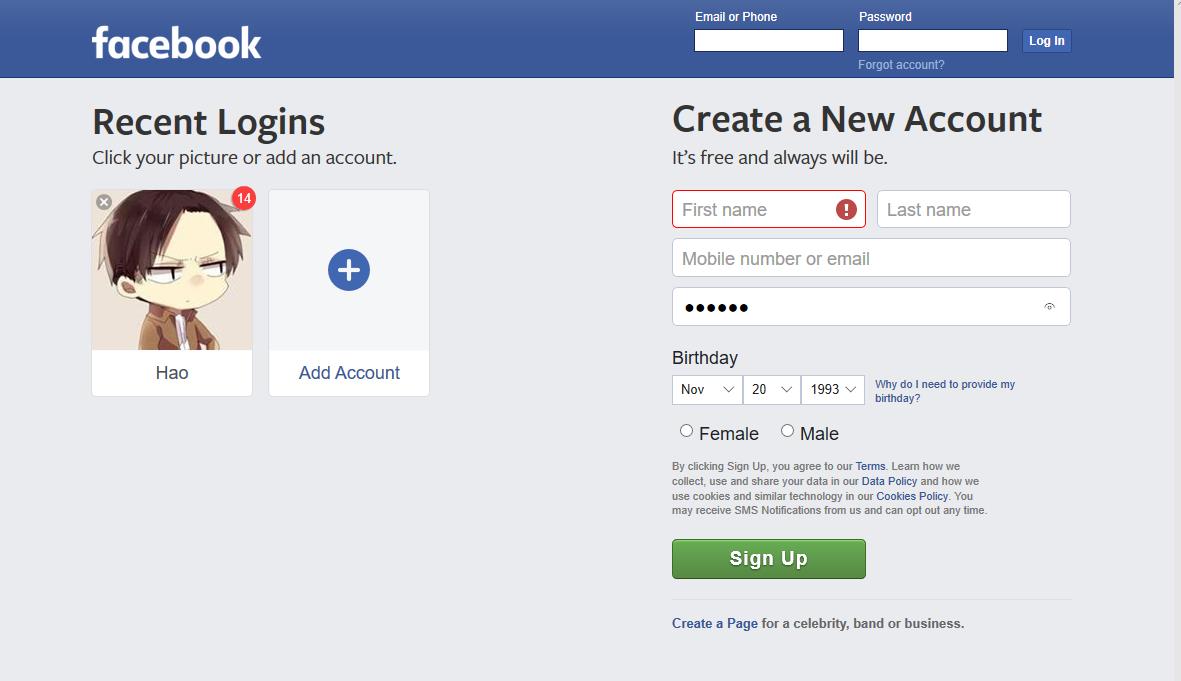 facebook
Email or Phone
Password
Log In
Forgot account?
Recent Logins
Click your picture or add an account.
14
Hao
Add Account
Create a New Account
It's free and always will be.
First name
Last name
Mobile number or email
Birthday
Nov 20 1993
Why do I need to provide my
birthday?
Female Male
By clicking Sign Up, you agree to our Terms. Learn how we
collect, use and share your data in our Data Policy and how we
use cookies and similar technology in our Cookies Policy. You
may receive SMS Notifications from us and can opt out any time.
Sign Up
Create a Page for a celebrity, band or business.